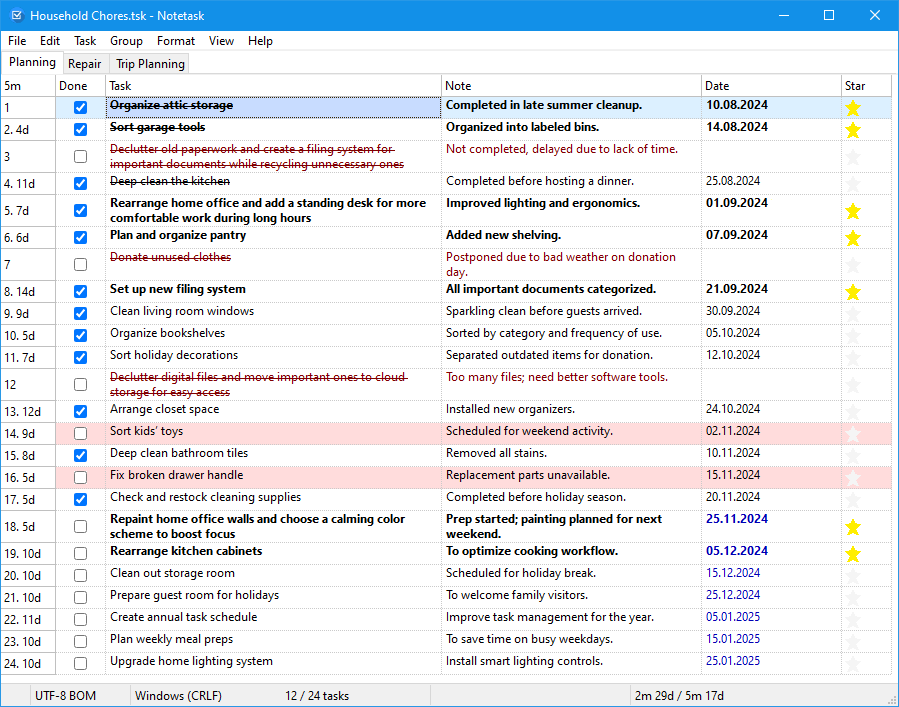 Household Chores.tsk - Notetask
File Edit Task Group Format View Help
Planning Repair Trip Planning
5m Done Task Note Date Star
1 Organize attic storage Completed in late summer cleanup. 10.08.2024
2. 4d Sort garage tools Organized into labeled bins. 14.08.2024
3 Declutter old paperwork and create a filing system for Not completed, delayed due to lack of time.
important documents while recycling unnecessary ones
4. 11d Deep clean the kitchen Completed before hosting a dinner. 25.08.2024
5. 7d Rearrange home office and add a standing desk for more Improved lighting and ergonomics. 01.09.2024
comfortable work during long hours
6. 6d Plan and organize pantry Added new shelving. 07.09.2024
7 Donate unused clothes Postponed due to bad weather on donation
day.
8. 14d Set up new filing system All important documents categorized. 21.09.2024
9. 9d Clean living room windows Sparkling clean before guests arrived. 30.09.2024
10. 5d Organize bookshelves Sorted by category and frequency of use. 05.10.2024
11. 7d Sort holiday decorations Separated outdated items for donation. 12.10.2024
12 Declutter digital files and move important ones to cloud Too many files; need better software tools.
storage for easy access
13. 12d Arrange closet space Installed new organizers. 24.10.2024
14. 9d Sort kids’ toys Scheduled for weekend activity. 02.11.2024
15. 8d Deep clean bathroom tiles Removed all stains. 10.11.2024
16. 5d Fix broken drawer handle Replacement parts unavailable. 15.11.2024
17. 5d Check and restock cleaning supplies Completed before holiday season. 20.11.2024
18. 5d Repaint home office walls and choose a calming color Prep started; painting planned for next 25.11.2024
scheme to boost focus weekend.
19. 10d Rearrange kitchen cabinets To optimize cooking workflow. 05.12.2024
20. 10d Clean out storage room Scheduled for holiday break. 15.12.2024
21. 10d Prepare guest room for holidays To welcome family visitors. 25.12.2024
22. 11d Create annual task schedule Improve task management for the year. 05.01.2025
23. 10d Plan weekly meal preps To save time on busy weekdays. 15.01.2025
24. 10d Upgrade home lighting system Install smart lighting controls. 25.01.2025
UTF-8 BOM Windows (CRLF) 12 / 24 tasks 2m 29d / 5m 17d